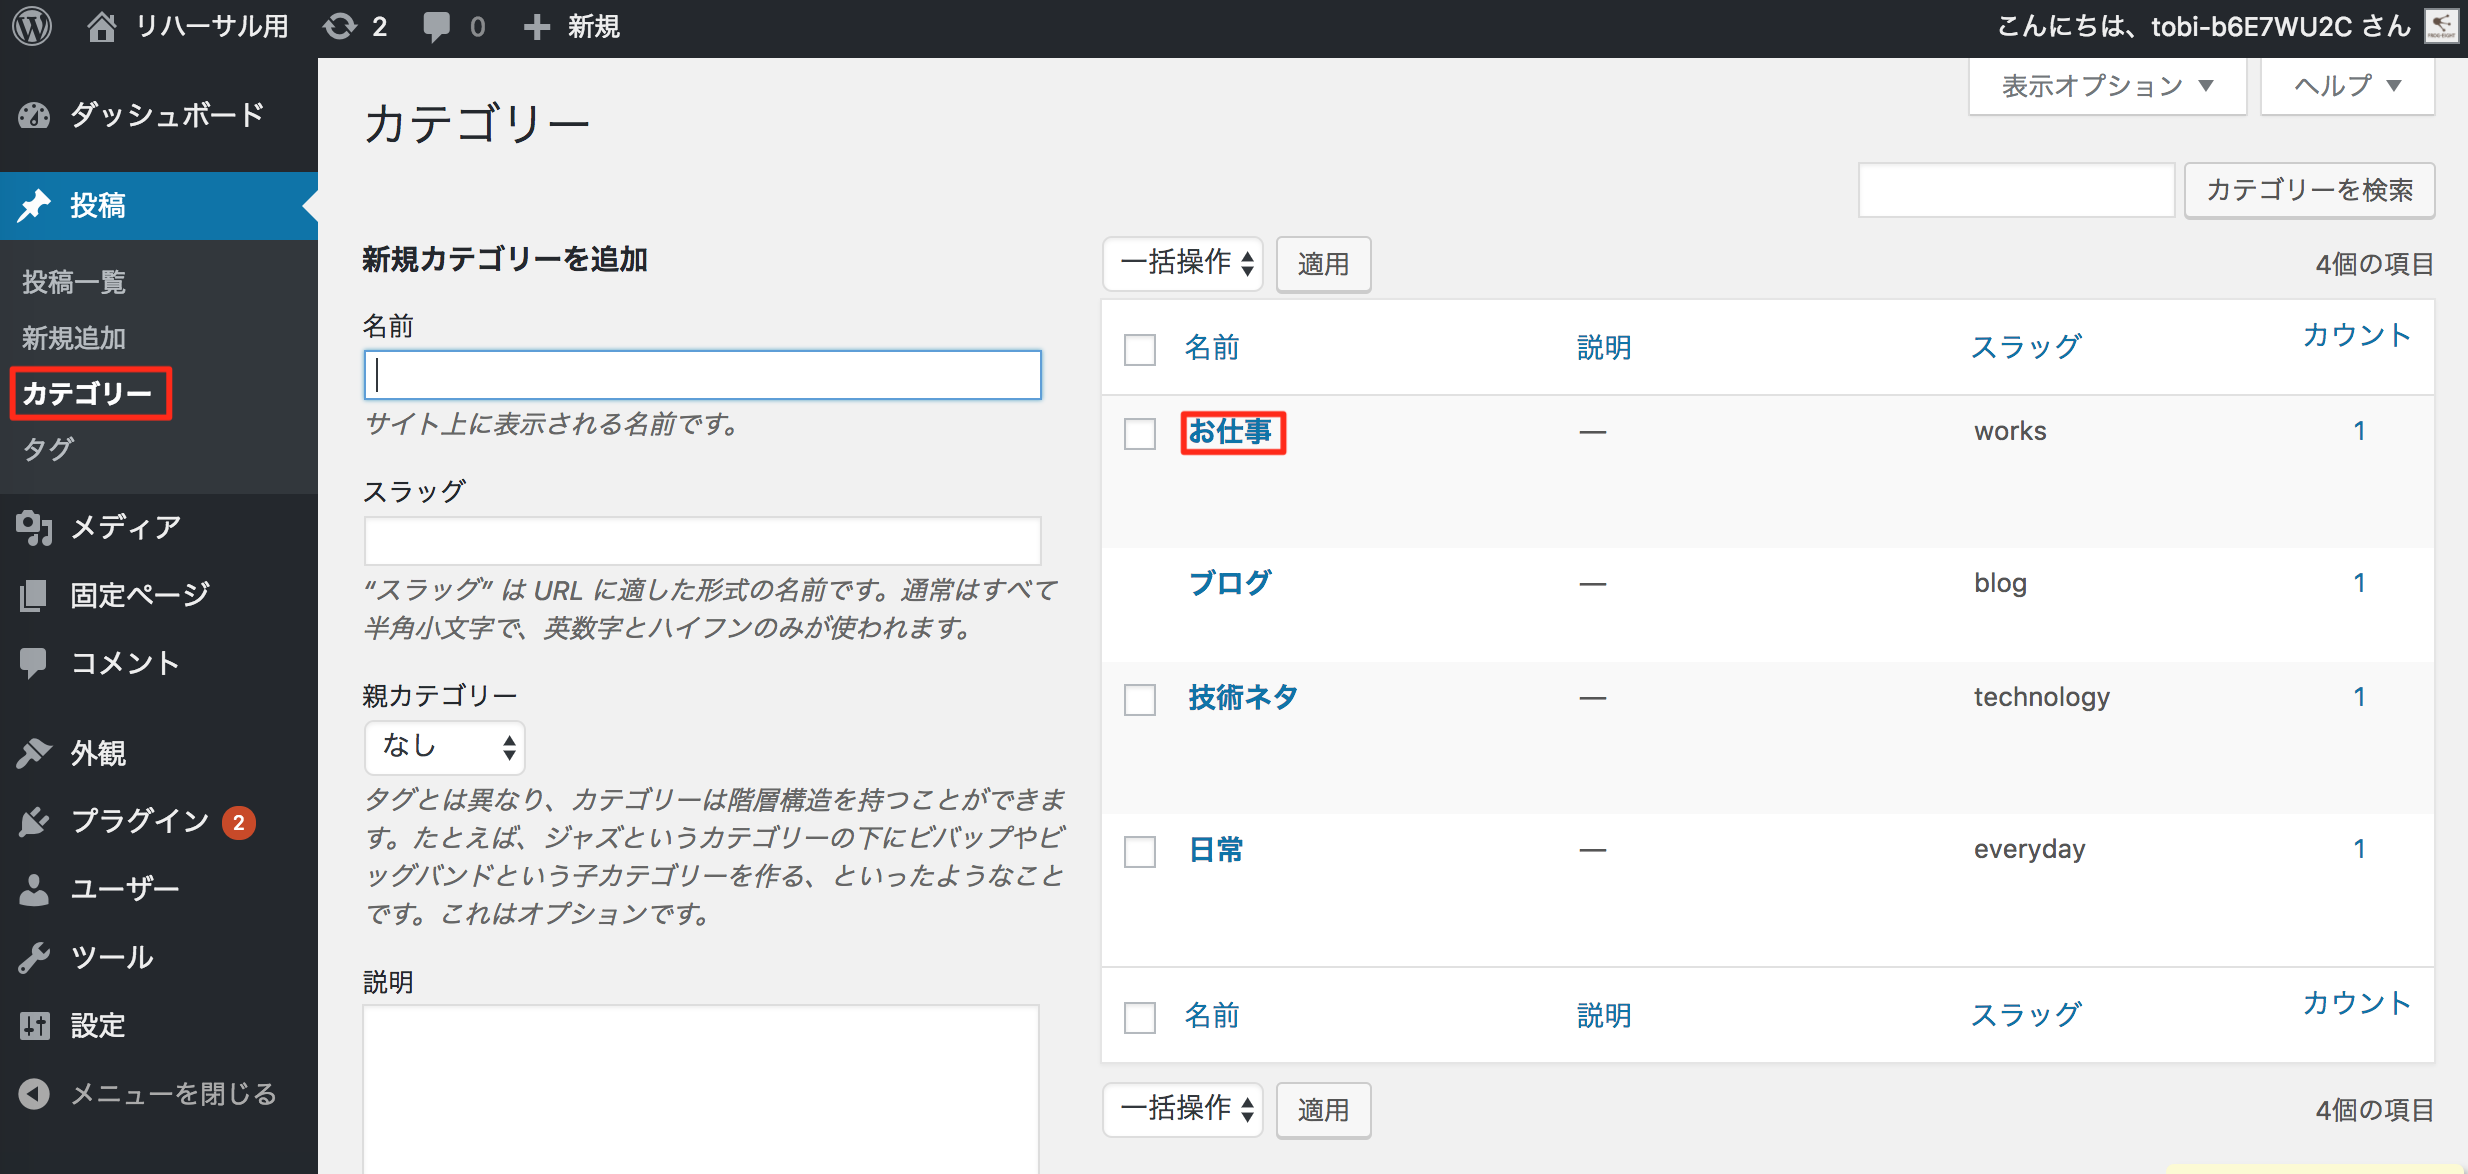 リハーサル用 2 0 新規 こんにちは、tobi-b6E7WU2C さん
ダッシュボード
投稿
投稿一覧
新規追加
カテゴリー
タグ
メディア
固定ページ
コメント
外観
プラグイン 2
ユーザー
ツール
設定
メニューを閉じる
表示オプション ▼ ヘルプ ▼
カテゴリー
カテゴリーを検索
新規カテゴリーを追加
名前
サイト上に表示される名前です。
スラッグ
“スラッグ” は URL に適した形式の名前です。通常はすべて
半角小文字で、英数字とハイフンのみが使われます。
親カテゴリー
なし
タグとは異なり、カテゴリーは階層構造を持つことができま
す。たとえば、ジャズというカテゴリーの下にビバップやビ
ッグバンドという子カテゴリーを作る、といったようなこと
です。これはオプションです。
説明
一括操作 適用 4個の項目
名前 説明 スラッグ カウント
お仕事 — works 1
ブログ — blog 1
技術ネタ — technology 1
日常 — everyday 1
名前 説明 スラッグ カウント
一括操作 適用 4個の項目